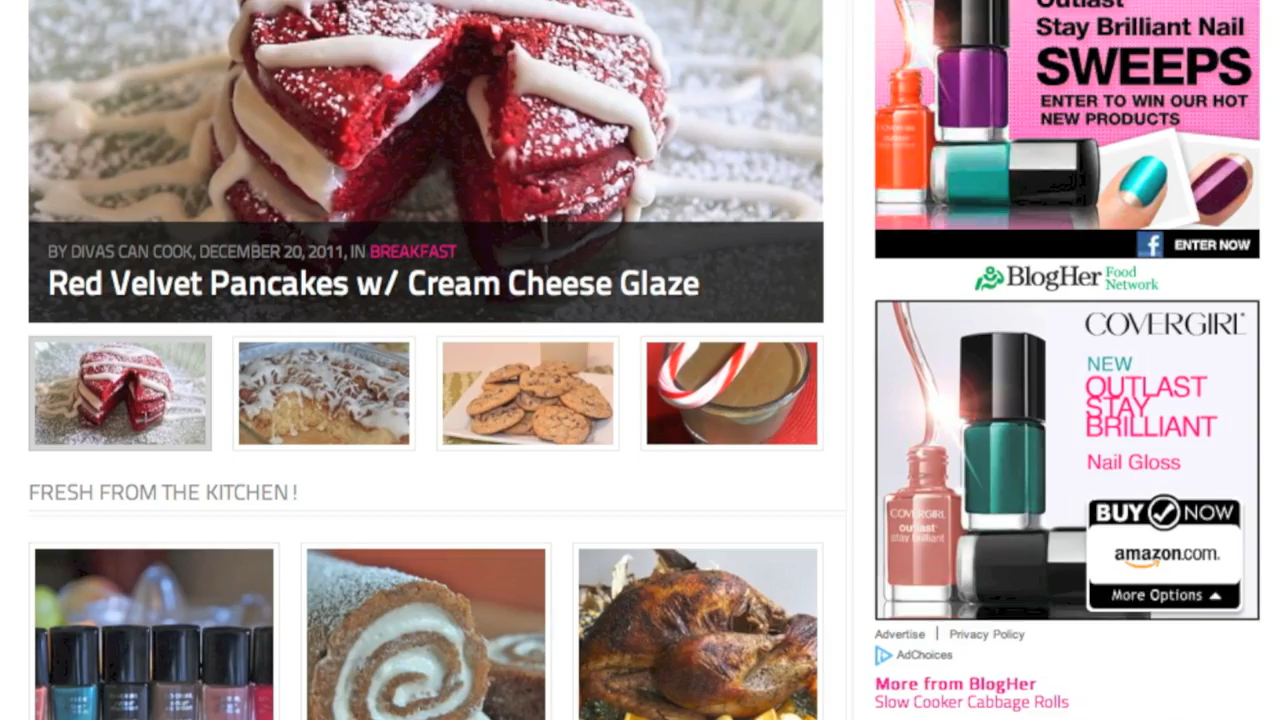 BY DIVAS CAN COOK, DECEMBER 20, 2011, IN BREAKFAST
Red Velvet Pancakes w/ Cream Cheese Glaze
FRESH FROM THE KITCHEN!
Outlast
Stay Brilliant Nail
SWEEPS
ENTER TO WIN OUR HOT
NEW PRODUCTS
f ENTER NOW
BlogHer Food
Network
COVERGIRL
NEW
OUTLAST
STAY
BRILLIANT
Nail Gloss
COVERGIRL
outlast
stay brilliant
BUY NOW
amazon.com.
More Options
Advertise | Privacy Policy
AdChoices
More from BlogHer
Slow Cooker Cabbage Rolls